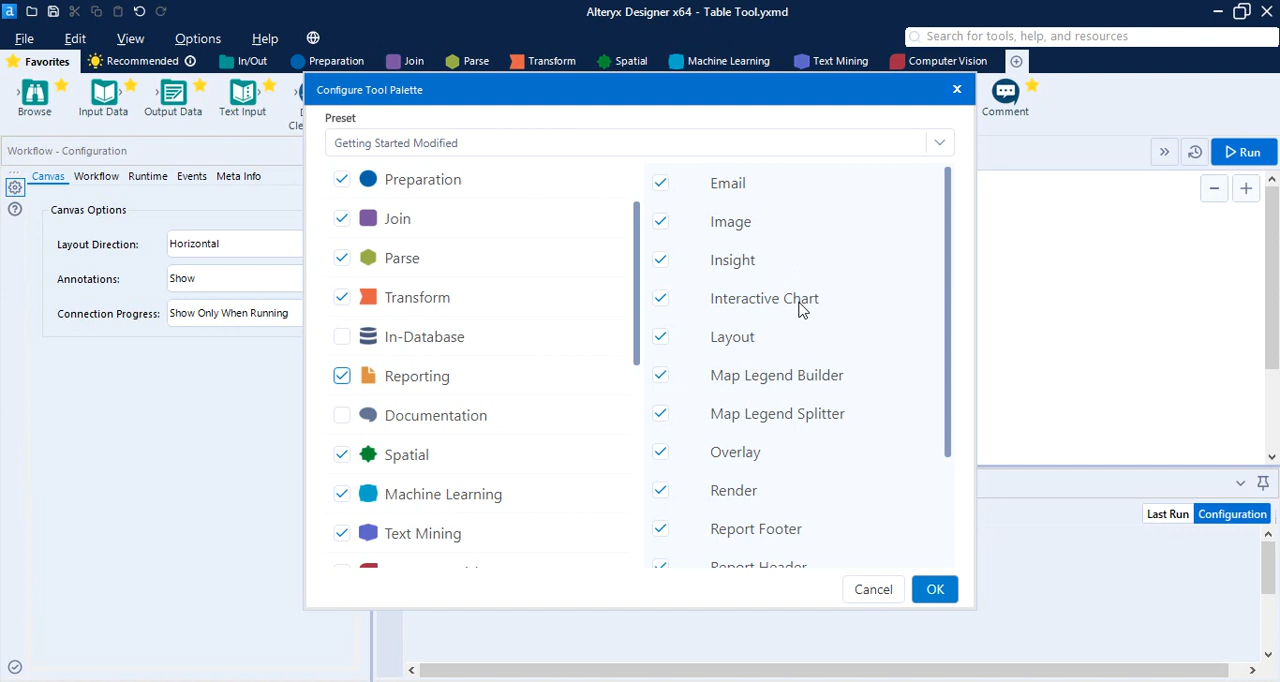 Alteryx Designer x64 - Table Tool.yxmd
File Edit View Options Help
Search for tools, help, and resources
Favorites Recommended In/Out Preparation Join Parse Transform Spatial Machine Learning Text Mining Computer Vision
Browse Input Data Output Data Text Input Comment
Configure Tool Palette
Preset
Getting Started Modified
Workflow - Configuration
Run
Canvas Workflow Runtime Events Meta Info
Canvas Options
Layout Direction: Horizontal
Annotations: Show
Connection Progress: Show Only When Running
Preparation
Join
Parse
Transform
In-Database
Reporting
Documentation
Spatial
Machine Learning
Text Mining
Email
Image
Insight
Interactive Chart
Layout
Map Legend Builder
Map Legend Splitter
Overlay
Render
Report Footer
Report Header
Cancel OK
Last Run Configuration